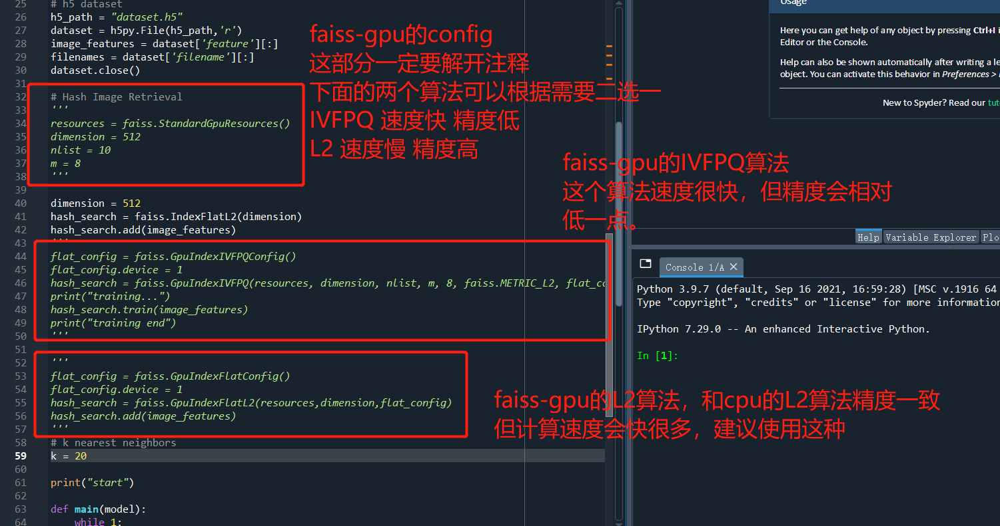 25 # h5 dataset
26 h5_path = "dataset.h5"
27 dataset = h5py.File(h5_path,'r')
28 image_features = dataset['feature'][:]
29 filenames = dataset['filename'][:]
30 dataset.close()
31
faiss-gpu的config
这部分一定要解开注释
下面的两个算法可以根据需要二选一
IVFPQ 速度快 精度低
L2 速度慢 精度高
32 # Hash Image Retrieval
33 '''
34 resources = faiss.StandardGpuResources()
35 dimension = 512
36 nlist = 10
37 m = 8
38 '''
39
40 dimension = 512
41 hash_search = faiss.IndexFlatL2(dimension)
42 hash_search.add(image_features)
faiss-gpu的IVFPQ算法
这个算法速度很快，但精度会相对
低一点。
43 '''
44 flat_config = faiss.GpuIndexIVFPQConfig()
45 flat_config.device = 1
46 hash_search = faiss.GpuIndexIVFPQ(resources, dimension, nlist, m, 8, faiss.METRIC_L2, flat_co
47 print("training...")
48 hash_search.train(image_features)
49 print("training end")
50 '''
51
52 '''
53 flat_config = faiss.GpuIndexFlatConfig()
54 flat_config.device = 1
55 hash_search = faiss.GpuIndexFlatL2(resources,dimension,flat_config)
56 hash_search.add(image_features)
57 '''
faiss-gpu的L2算法，和cpu的L2算法精度一致
但计算速度会快很多，建议使用这种
58 # k nearest neighbors
59 k = 20
60
61 print("start")
62
63 def main(model):
64 while 1:
Usage
Here you can get help of any object by pressing Ctrl+I i
Editor or the Console.
Help can also be shown automatically after writing a le
object. You can activate this behavior in Preferences >
New to Spyder? Read our tut
Help Variable Explorer Plo
Console 1/A
Python 3.9.7 (default, Sep 16 2021, 16:59:28) [MSC v.1916 64
Type "copyright", "credits" or "license" for more information
IPython 7.29.0 -- An enhanced Interactive Python.
In [1]: